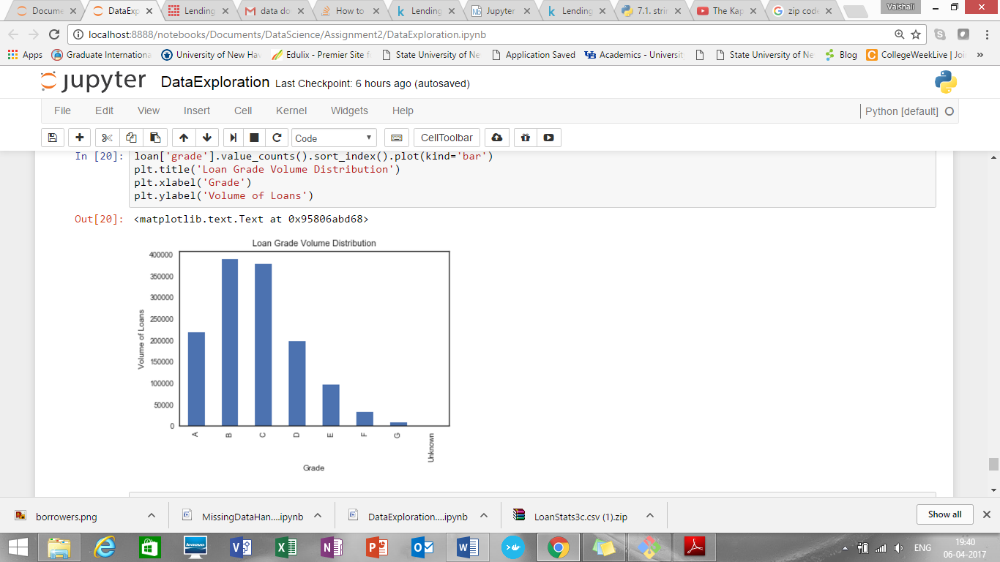 Docume
DataExp
Lending
data do
How to
Lending
Jupyter
Lending
7.1. stri
The Kap
zip code
Vaishali
localhost:8888/notebooks/Documents/DataScience/Assignment2/DataExploration.ipynb
Apps
Graduate Internationa
University of New Hav
Edulix - Premier Site f
State University of Ne
Application Saved
Academics - Universit
State University of Ne
Blog
CollegeWeekLive | Joi
»
jupyter DataExploration Last Checkpoint: 6 hours ago (autosaved)
File Edit View Insert Cell Kernel Widgets Help Python [default]
Code CellToolbar
In [20]: loan['grade'].value_counts().sort_index().plot(kind='bar')
plt.title('Loan Grade Volume Distribution')
plt.xlabel('Grade')
plt.ylabel('Volume of Loans')
Out[20]: <matplotlib.text.Text at 0x95806abd68>
Loan Grade Volume Distribution
400000
350000
300000
250000
200000
150000
100000
50000
0
Volume of Loans
A B C D E F G Unknown
Grade
borrowers.png
MissingDataHan....ipynb
DataExploration....ipynb
LoanStats3c.csv (1).zip
Show all
lenovo
ENG
19:40
06-04-2017